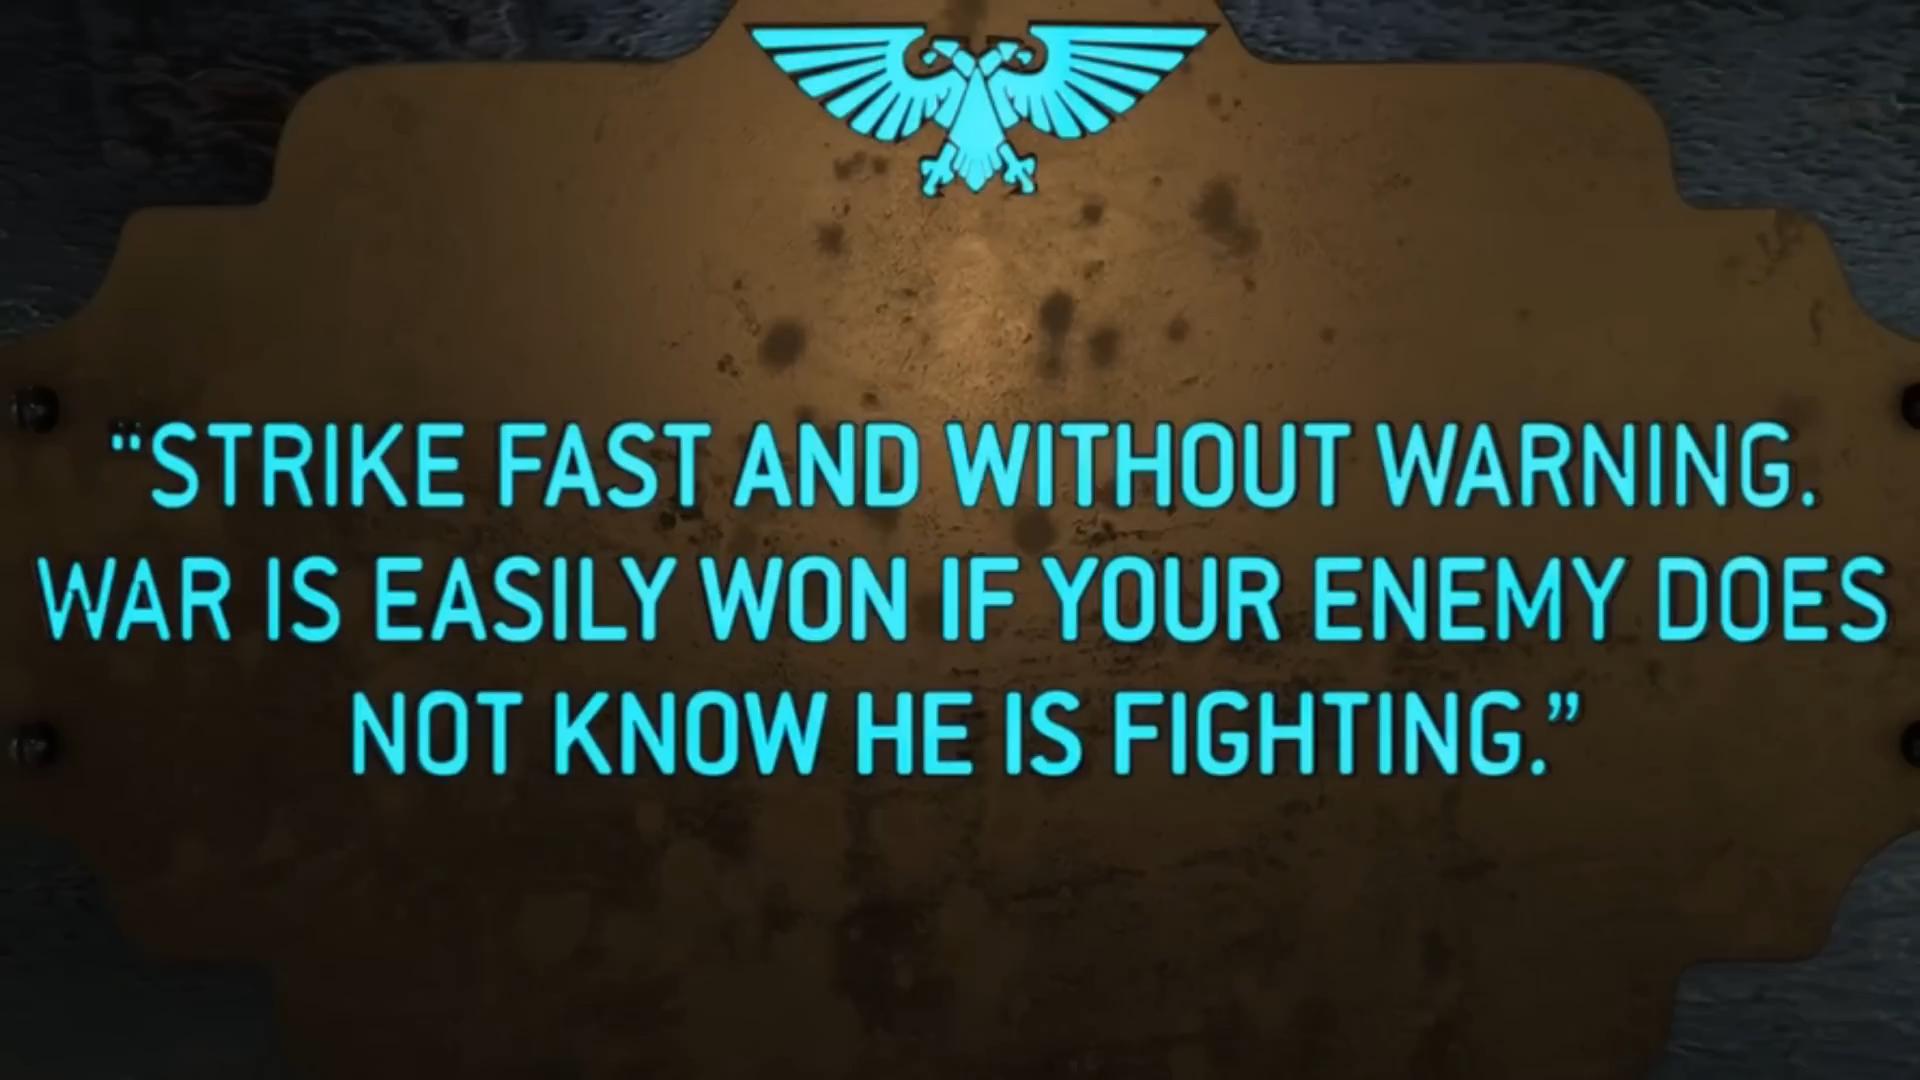 “STRIKE FAST AND WITHOUT WARNING.
WAR IS EASILY WON IF YOUR ENEMY DOES
NOT KNOW HE IS FIGHTING.”